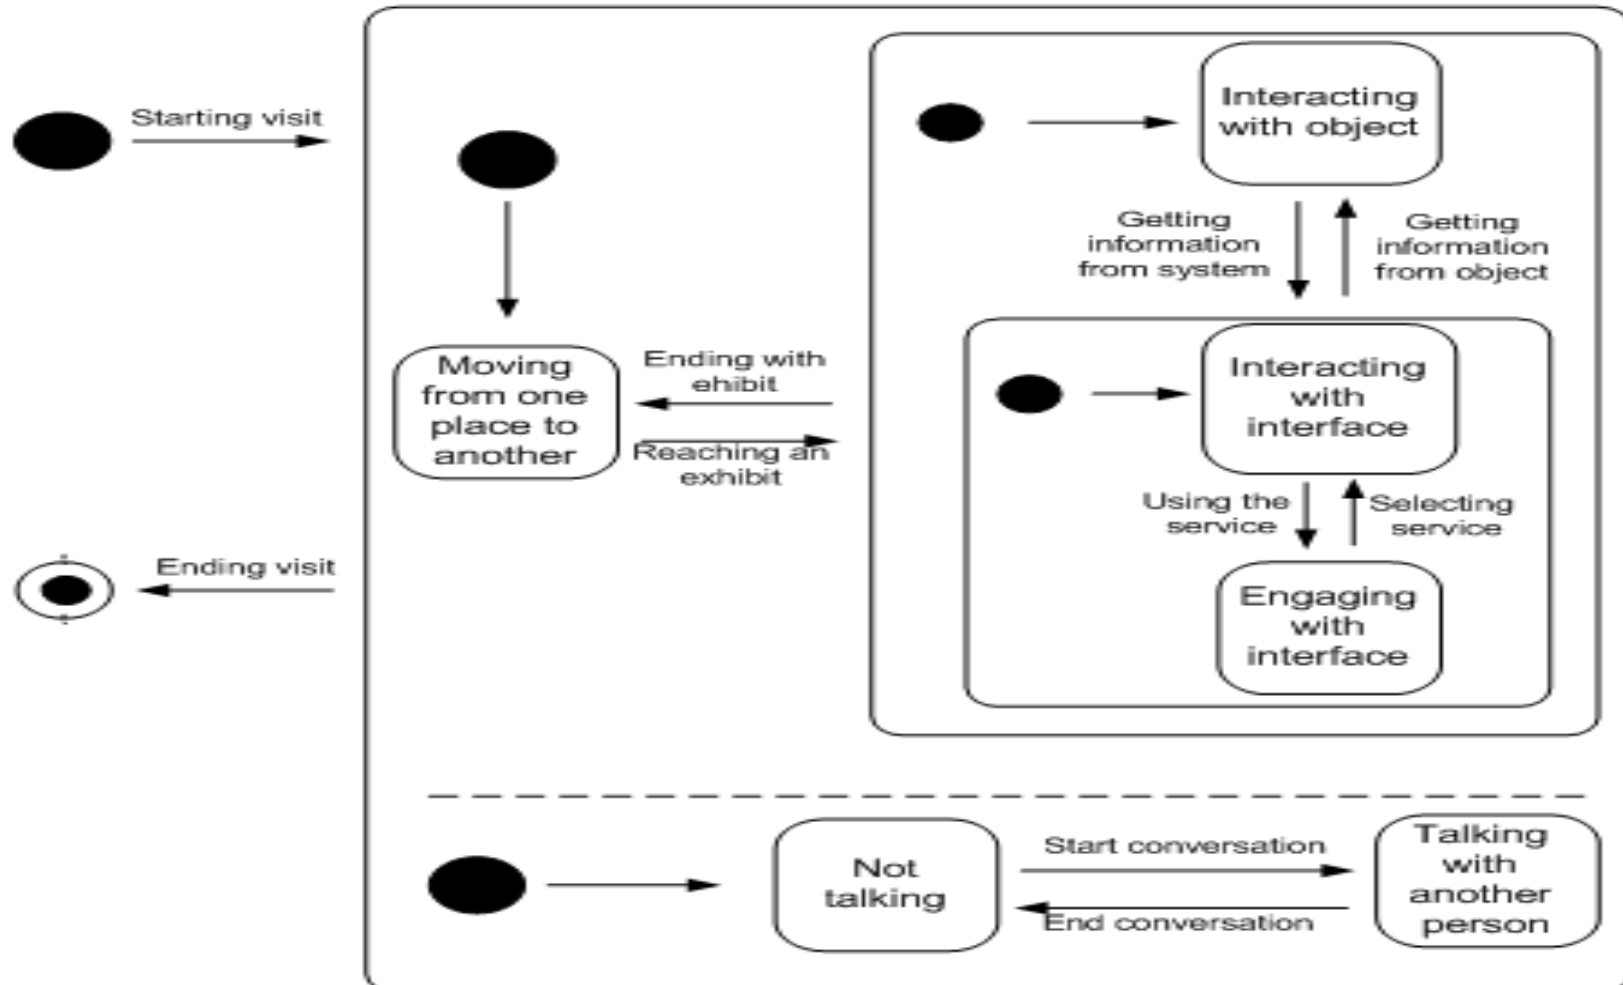 Starting visit
Interacting
with object
Getting
information
from system
Getting
information
from object
Moving
from one
place to
another
Ending with
ehibit
Reaching an
exhibit
Interacting
with
interface
Using the
service
Selecting
service
Ending visit
Engaging
with
interface
Not
talking
Start conversation
End conversation
Talking
with
another
person